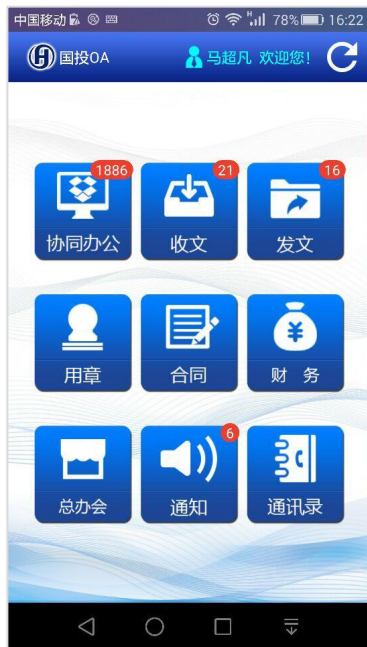 中国移动 78% 16:22
国投OA 马超凡 欢迎您!
1886 21 16
协同办公 收文 发文
用章 合同 财 务
6
总办会 通知 通讯录